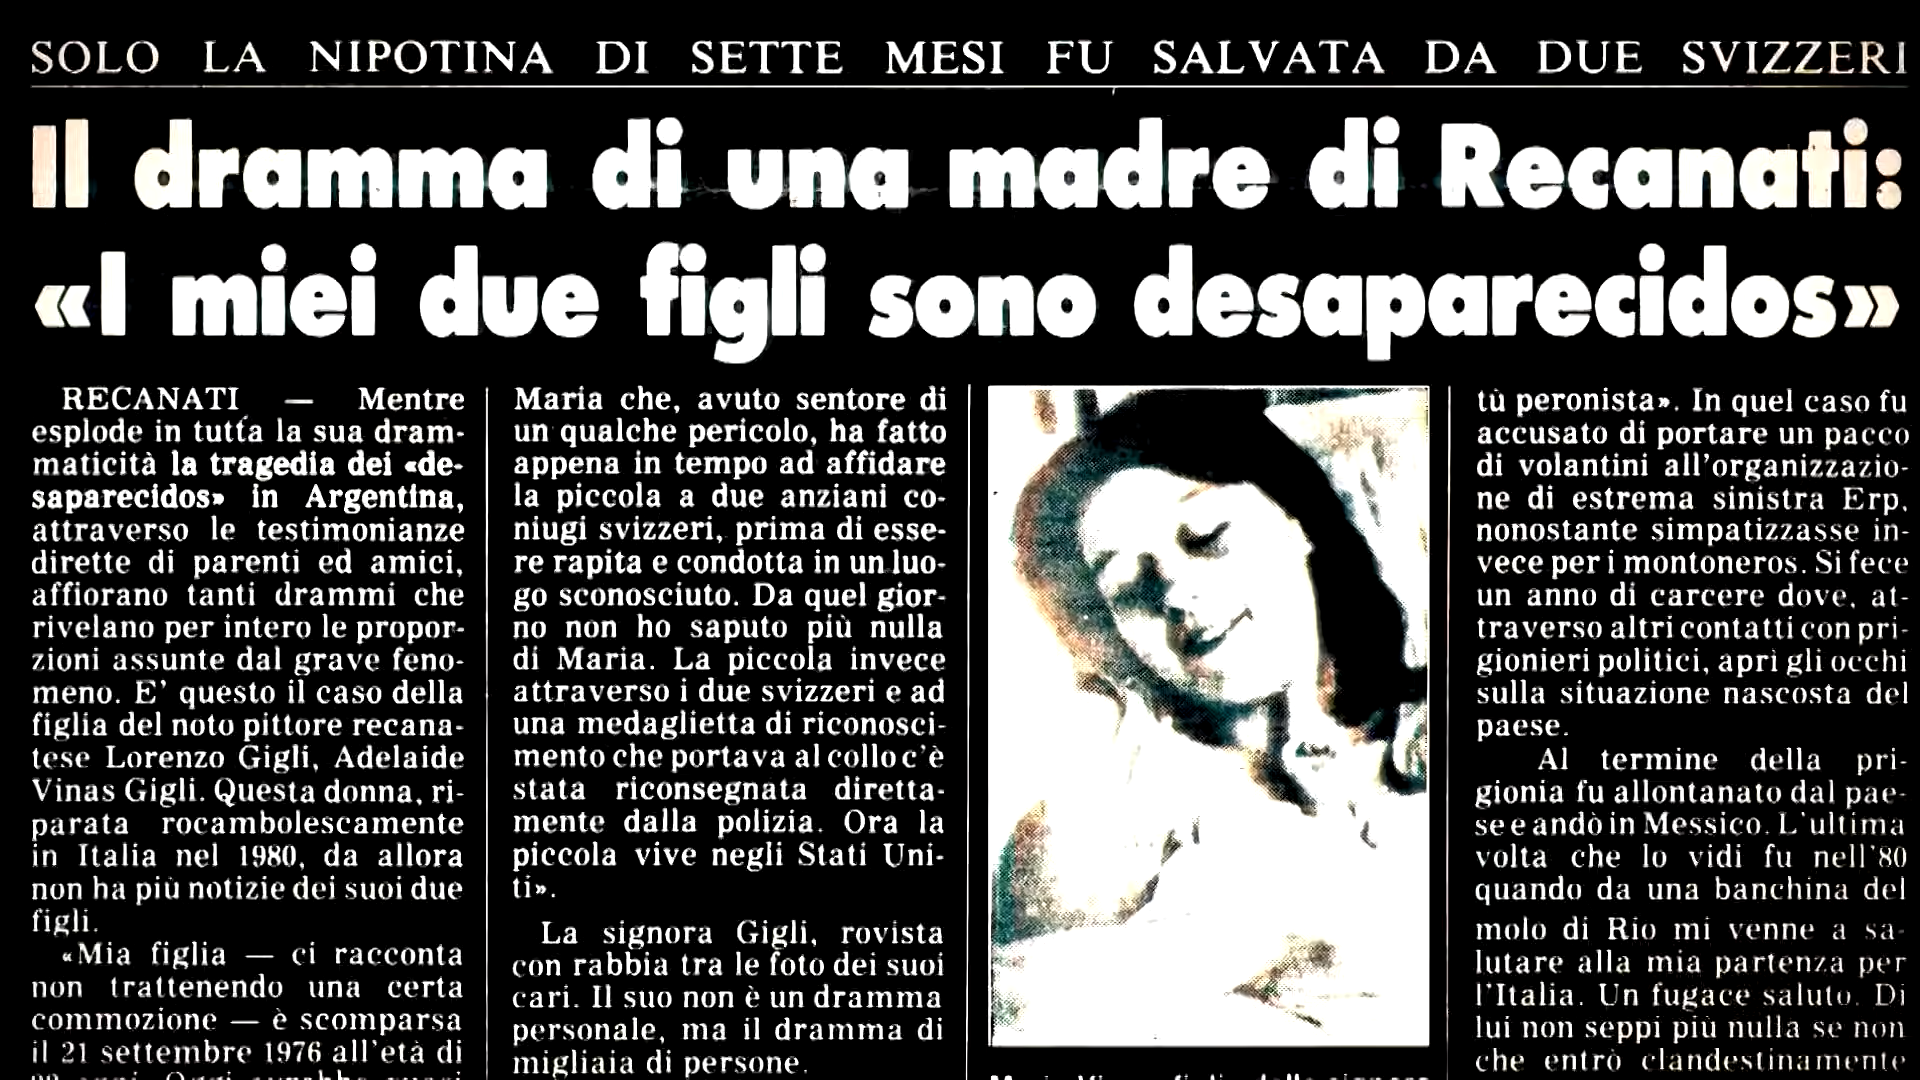 SOLO LA NIPOTINA DI SETTE MESI FU SALVATA DA DUE SVIZZERI
Il dramma di una madre di Recanati:
«I miei due figli sono desaparecidos»
RECANATI — Mentre
esplode in tutta la sua dram-
maticità la tragedia dei «de-
saparecidos» in Argentina,
attraverso le testimonianze
dirette di parenti ed amici,
affiorano tanti drammi che
rivelano per intero le propor-
zioni assunte dal grave feno-
meno. E' questo il caso della
figlia del noto pittore recana-
tese Lorenzo Gigli, Adelaide
Vinas Gigli. Questa donna, ri-
parata rocambolescamente
in Italia nel 1980, da allora
non ha più notizie dei suoi due
figli.
«Mia figlia — ci racconta
non trattenendo una certa
commozione — è scomparsa
il 21 settembre 1976 all'età di
Maria che, avuto sentore di
un qualche pericolo, ha fatto
appena in tempo ad affidare
la piccola a due anziani co-
niugi svizzeri, prima di esse-
re rapita e condotta in un luo-
go sconosciuto. Da quel gior-
no non ho saputo più nulla
di Maria. La piccola invece
attraverso i due svizzeri e ad
una medaglietta di riconosci-
mento che portava al collo c'è
stata riconsegnata diretta-
mente dalla polizia. Ora la
piccola vive negli Stati Uni-
ti».
La signora Gigli, rovista
con rabbia tra le foto dei suoi
cari. Il suo non è un dramma
personale, ma il dramma di
migliaia di persone.
tù peronista». In quel caso fu
accusato di portare un pacco
di volantini all'organizzazio-
ne di estrema sinistra Erp,
nonostante simpatizzasse in-
vece per i montoneros. Si fece
un anno di carcere dove, at-
traverso altri contatti con pri-
gionieri politici, aprì gli occhi
sulla situazione nascosta del
paese.
Al termine della pri-
gionia fu allontanato dal pae-
se e andò in Messico. L'ultima
volta che lo vidi fu nell'80
quando da una banchina del
molo di Rio mi venne a sa-
lutare alla mia partenza per
l'Italia. Un fugace saluto. Di
lui non seppi più nulla se non
che entrò clandestinamente